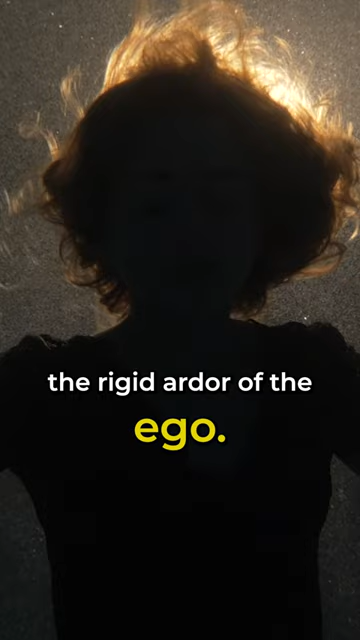 the rigid ardor of the
ego.